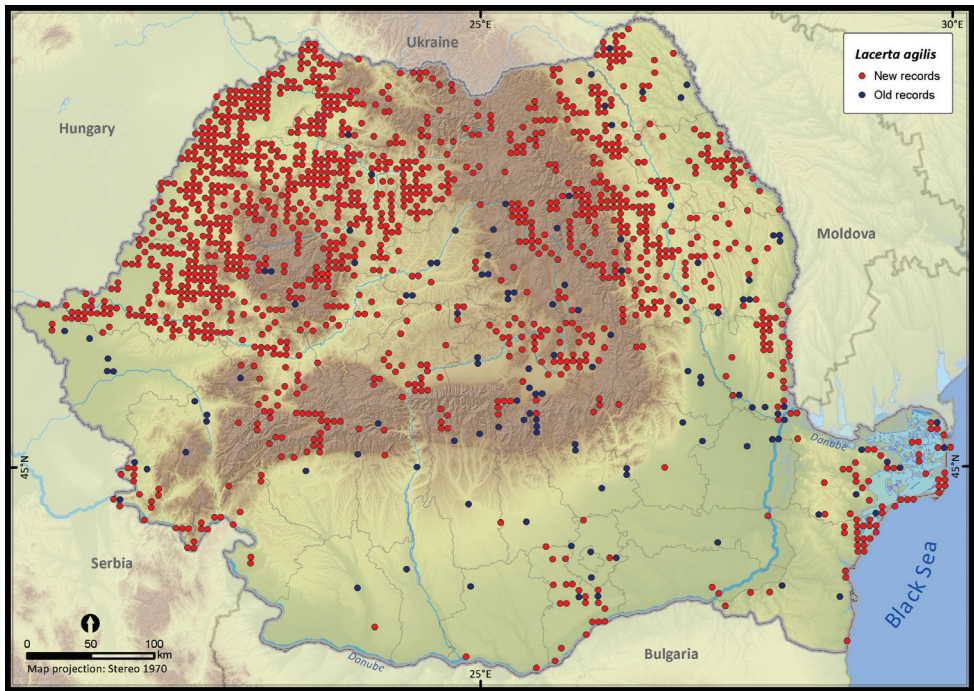 25°E
30°E
Ukraine
Lacerta agilis
New records
Old records
Hungary
Moldova
Danube
45°N
45°N
Serbia
Black Sea
0 50 100
km
Map projection: Stereo 1970
Danube
Bulgaria
25°E